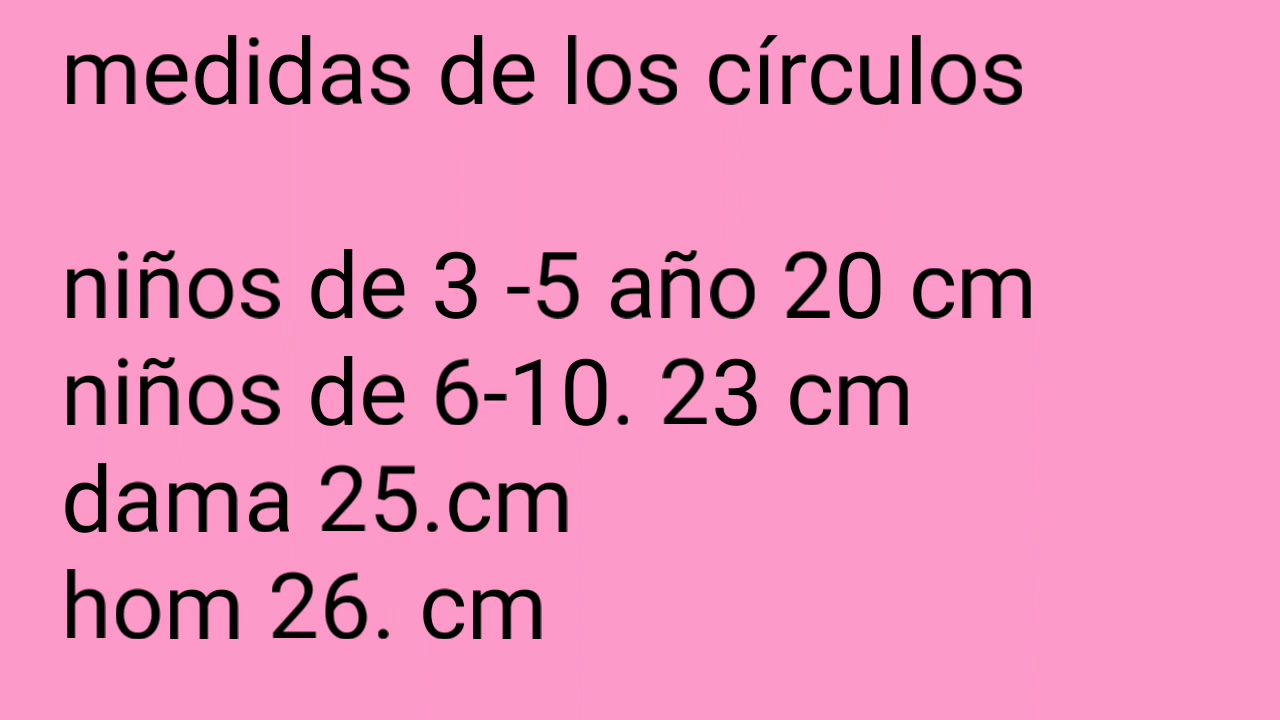 medidas de los círculos
niños de 3 -5 año 20 cm
niños de 6-10. 23 cm
dama 25.cm
hom 26. cm